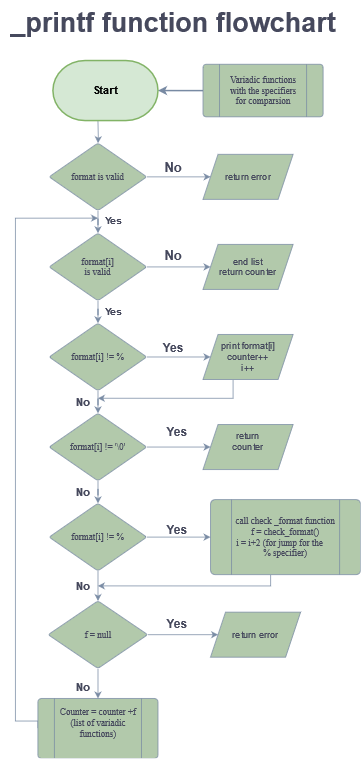 _printf function flowchart
Start
Variadic functions
with the specifiers
for comparsion
format is valid
No
return error
Yes
format[i]
is valid
No
end list
return counter
Yes
format[i] != %
Yes
print format[i]
counter++
i++
No
format[i] != '\0'
Yes
return
counter
No
format[i] != %
Yes
call check _format function
f = check_format()
i = i+2 (for jump for the
% specifier)
No
f = null
Yes
return error
No
Counter = counter +f
(list of variadic
functions)